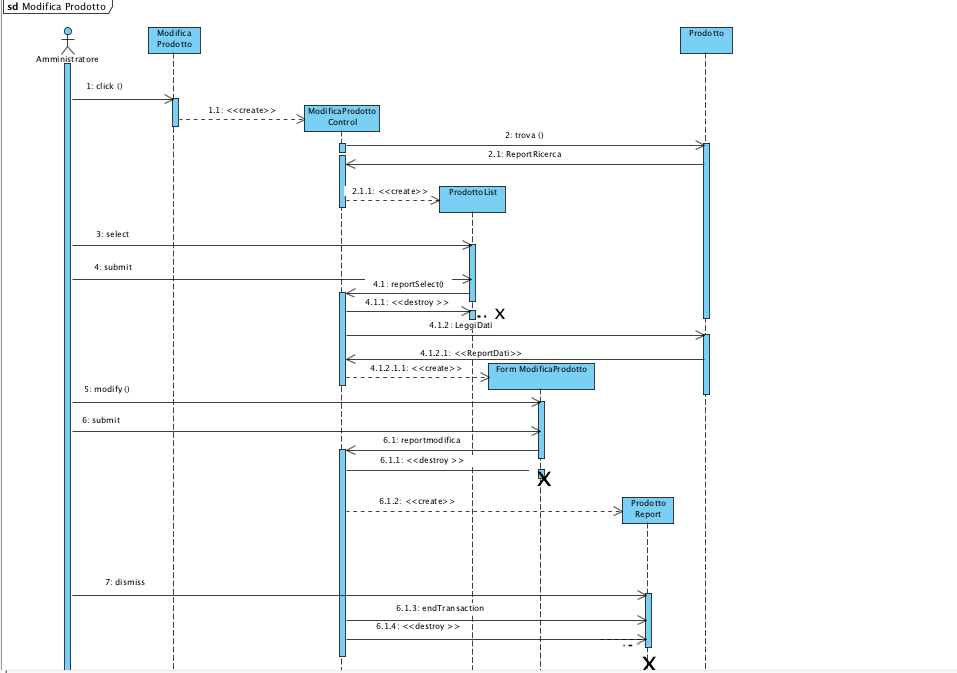 sd Modifica Prodotto
Modifica
Prodotto
Prodotto
Amministratore
1: click ()
1.1: <<create>>
ModificaProdotto
Control
2: trova ()
2.1: ReportRicerca
2.1.1: <<create>>
ProdottoList
3: select
4: submit
4.1: reportSelect()
4.1.1: <<destroy >>
X
4.1.2: LeggiDati
4.1.2.1: <<ReportDati>>
4.1.2.1.1: <<create>>
Form ModificaProdotto
5: modify ()
6: submit
6.1: reportmodifica
6.1.1: <<destroy >>
X
6.1.2: <<create>>
Prodotto
Report
7: dismiss
6.1.3: endTransaction
6.1.4: <<destroy >>
X